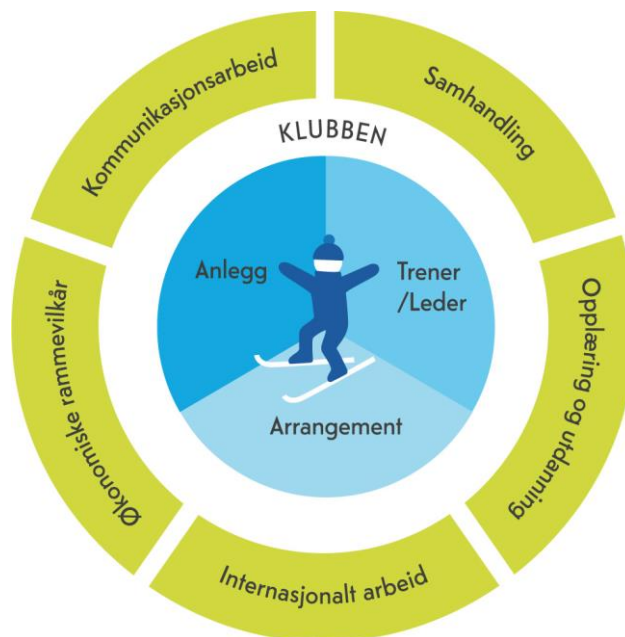 Kommunikasjonsarbeid
Samhandling
KLUBBEN
Anlegg
Trener
/Leder
Arrangement
Økonomiske rammevilkår
Opplæring og utdanning
Internasjonalt arbeid